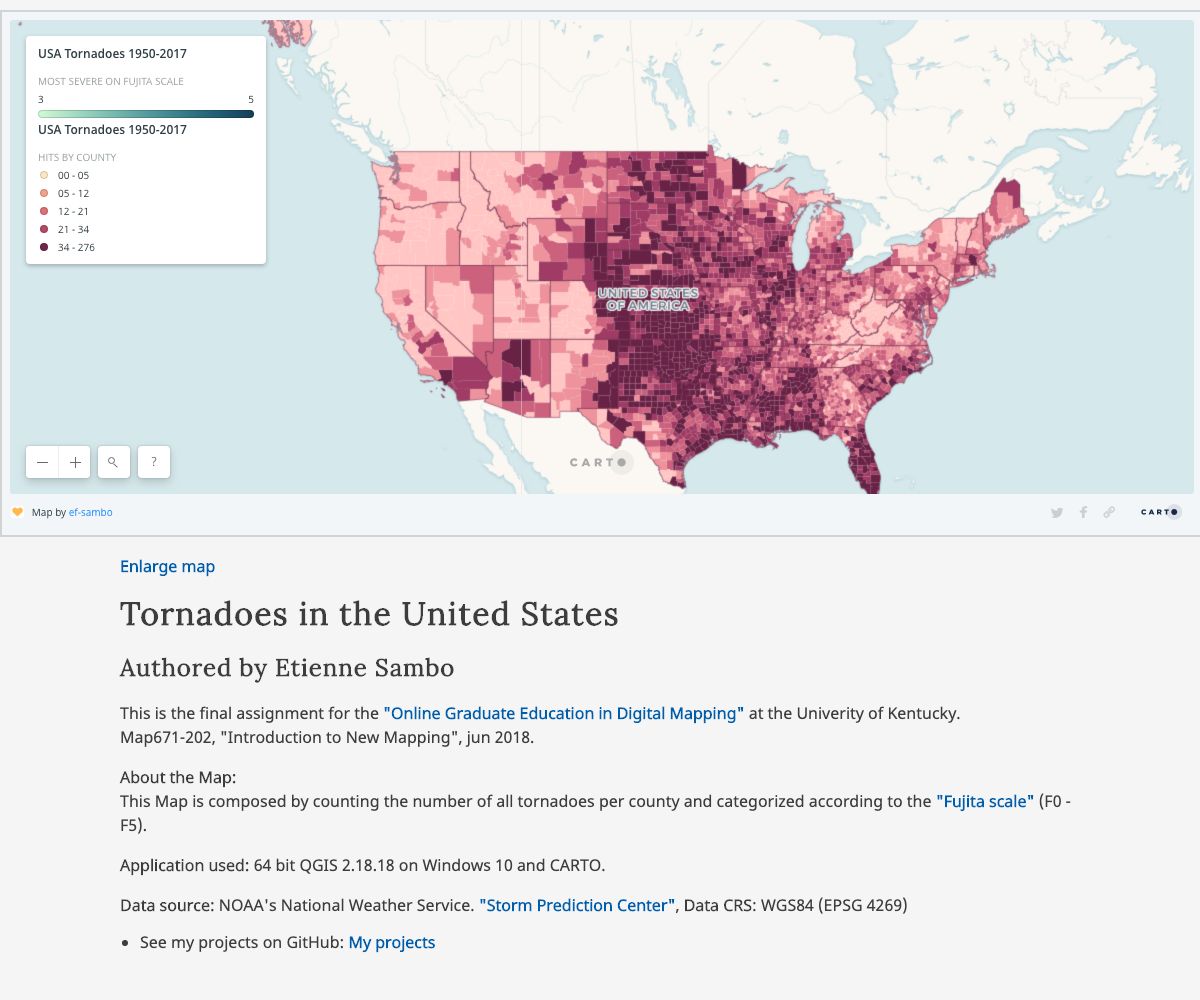 USA Tornadoes 1950-2017
MOST SEVERE ON FUJITA SCALE
3 5
USA Tornadoes 1950-2017
HITS BY COUNTY
00 - 05
05 - 12
12 - 21
21 - 34
34 - 276
UNITED STATES
OF AMERICA
?
CARTO
Map by ef-sambo
CARTO
Enlarge map
Tornadoes in the United States
Authored by Etienne Sambo
This is the final assignment for the "Online Graduate Education in Digital Mapping" at the Univerity of Kentucky.
Map671-202, "Introduction to New Mapping", jun 2018.
About the Map:
This Map is composed by counting the number of all tornadoes per county and categorized according to the "Fujita scale" (F0 -
F5).
Application used: 64 bit QGIS 2.18.18 on Windows 10 and CARTO.
Data source: NOAA's National Weather Service. "Storm Prediction Center", Data CRS: WGS84 (EPSG 4269)
See my projects on GitHub: My projects